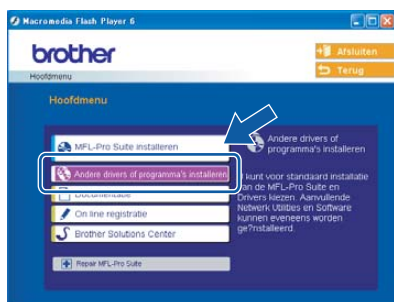 Macromedia Flash Player 6
brother
Afsluiten
Hoofdmenu
Terug
Hoofdmenu
MFL-Pro Suite installeren
Andere drivers of programma's installeren
Documentatie
On line registratie
Brother Solutions Center
Repair MFL-Pro Suite
Andere drivers of
programma's installeren
kunt voor standaard installatie
van de MFL-Pro Suite en
Drivers kiezen. Aanvullende
Netwerk Utilities en Software
kunnen eveneens worden
ge?nstalleerd.